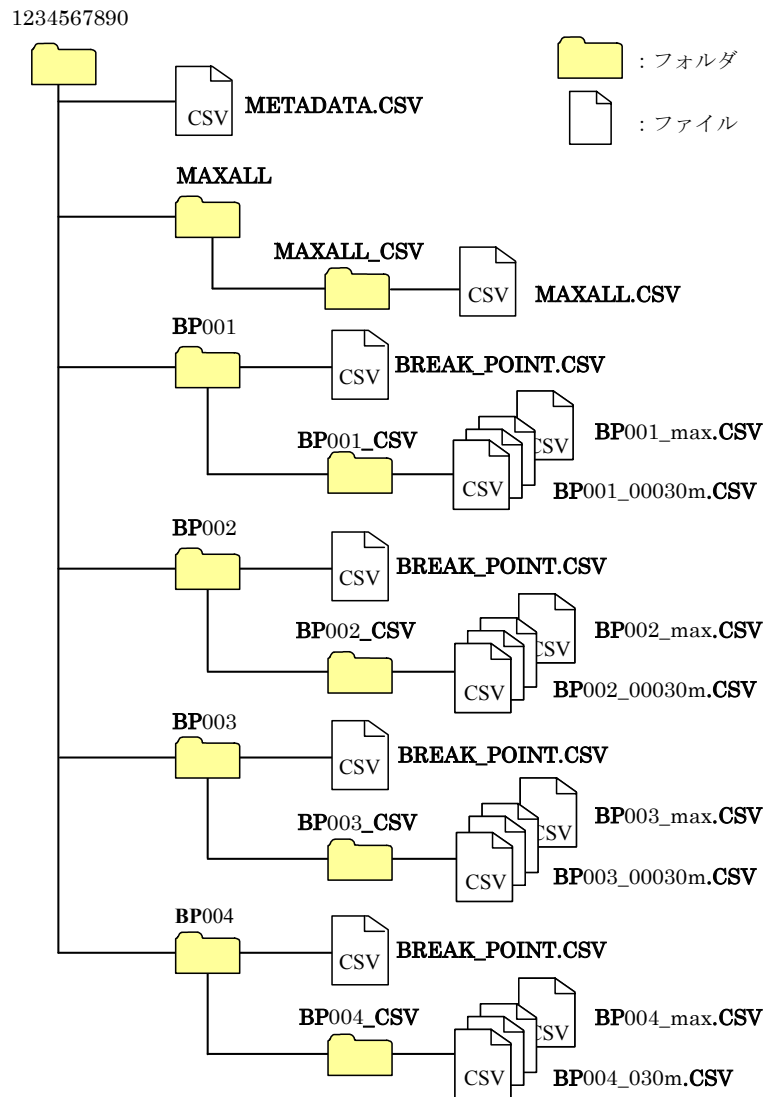 1234567890
：フォルダ
CSV
METADATA.CSV
：ファイル
MAXALL
MAXALL_CSV
CSV
MAXALL.CSV
BP001
CSV
BREAK_POINT.CSV
BP001_CSV
CSV
CSV
BP001_max.CSV
BP001_00030m.CSV
BP002
CSV
BREAK_POINT.CSV
BP002_CSV
CSV
CSV
BP002_max.CSV
BP002_00030m.CSV
BP003
CSV
BREAK_POINT.CSV
BP003_CSV
CSV
CSV
BP003_max.CSV
BP003_00030m.CSV
BP004
CSV
BREAK_POINT.CSV
BP004_CSV
CSV
CSV
BP004_max.CSV
BP004_030m.CSV